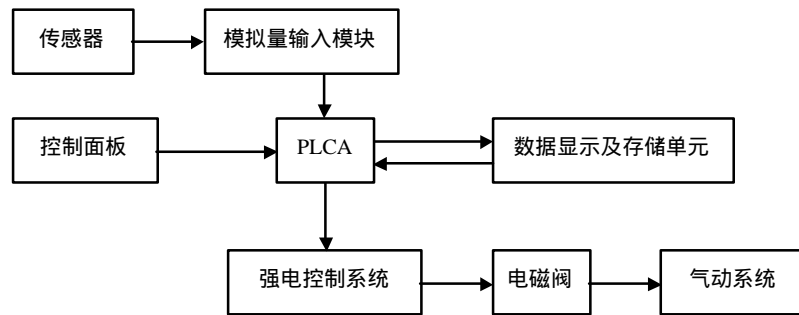 传感器
模拟量输入模块
控制面板
PLCA
数据显示及存储单元
强电控制系统
电磁阀
气动系统